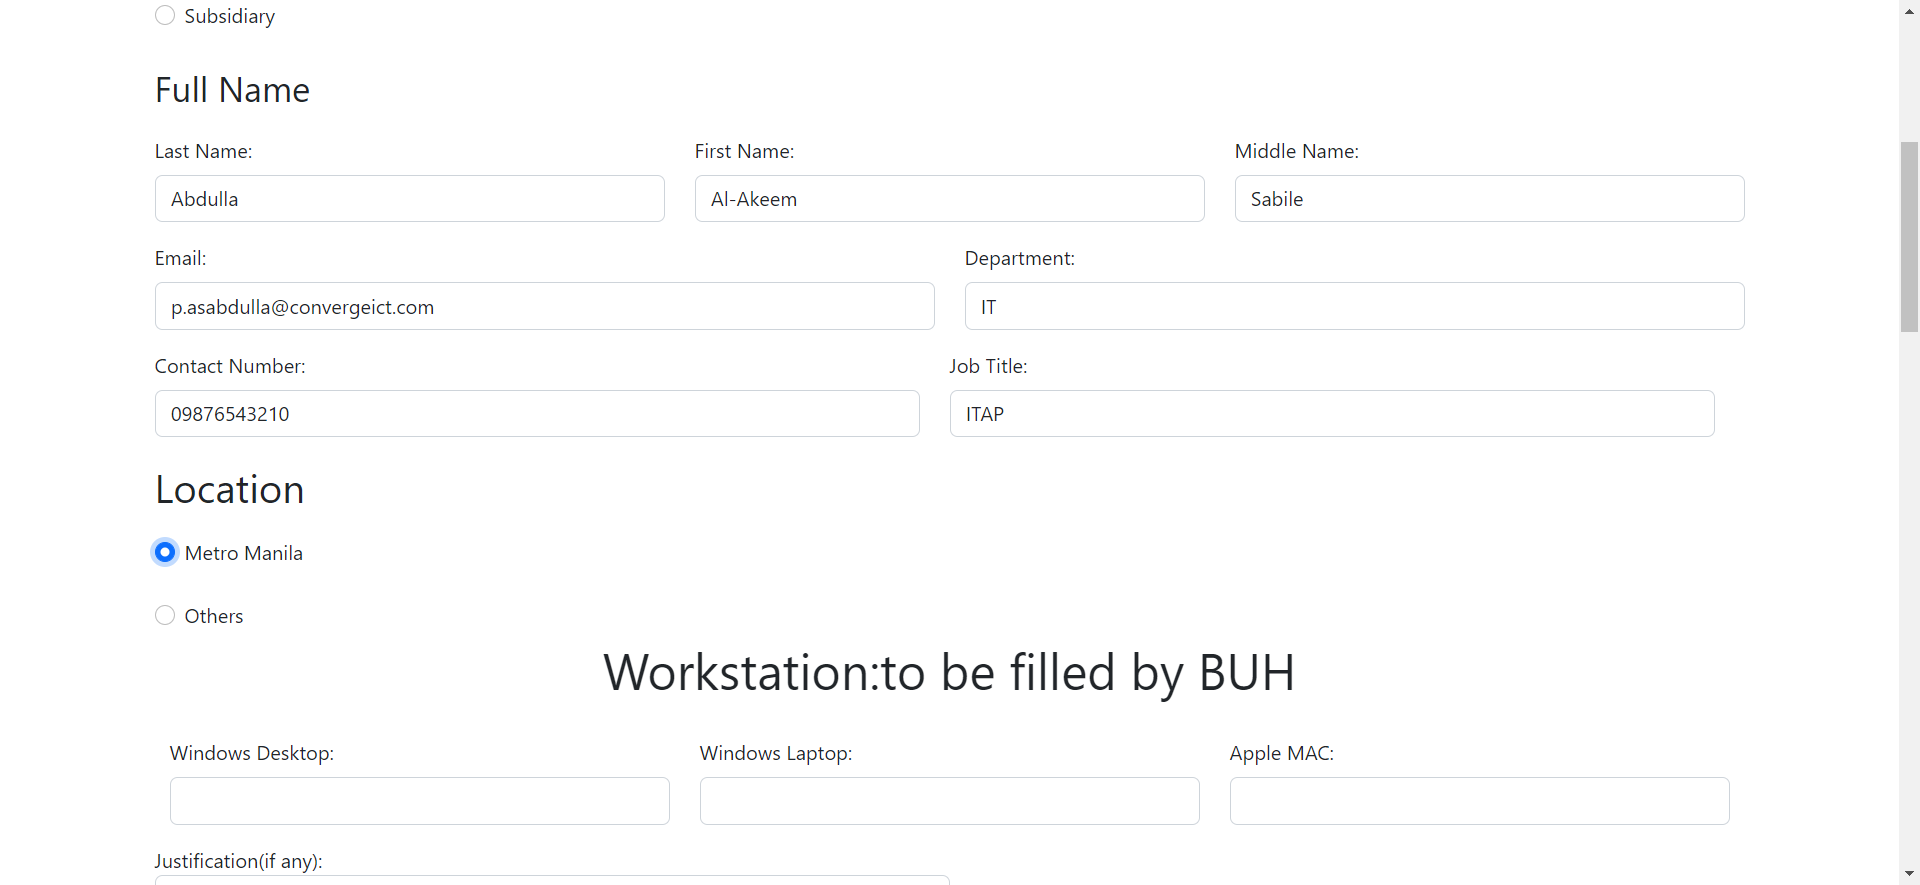 Subsidiary
Full Name
Last Name: First Name: Middle Name:
Abdulla Al-Akeem Sabile
Email: Department:
p.asabdulla@convergeict.com IT
Contact Number: Job Title:
09876543210 ITAP
Location
Metro Manila
Others
Workstation:to be filled by BUH
Windows Desktop: Windows Laptop: Apple MAC:
Justification(if any):